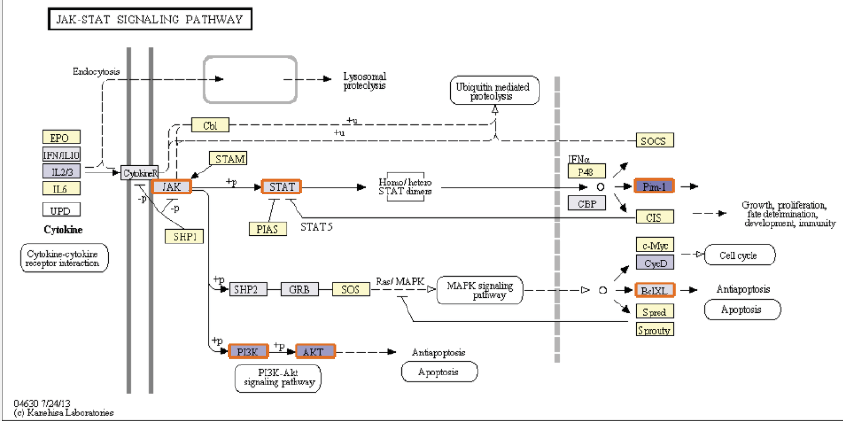 JAK-STAT SIGNALING PATHWAY
Endocytosis
Lysosomal
proteolysis
Ubiquitin mediated
proteolysis
Cbl
+u
+u
EPO
IFN/IL10
IL2/3
IL6
UPD
Cytokine
Cytokine-cytokine
receptor interaction
CytokineR
JAK
STAM
-p
-p
SHP1
+p
STAT
PIAS
STAT5
Homo/hetero
STAT dimers
IFNα
P48
CBP
SOCS
Pim-1
CIS
Growth, proliferation,
fate determination,
development, immunity
c-Myc
CycD
Cell cycle
+p
SHP2
GRB
SOS
Ras/MAPK
MAPK signaling
pathway
BclXL
Antiapoptosis
Apoptosis
Spred
Sprouty
+p
PI3K
+p
AKT
Antiapoptosis
Apoptosis
PI3K-Akt
signaling pathway
04630 7/24/13
(c) Kanehisa Laboratories